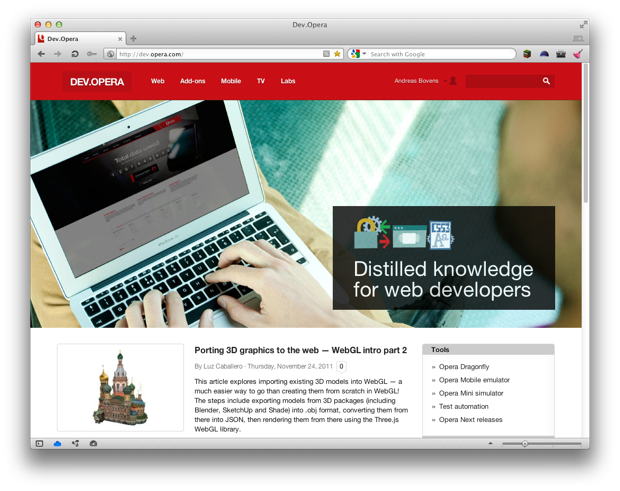 Dev.Opera
Dev.Opera
http://dev.opera.com/
Search with Google
DEV.OPERA
Web
Add-ons
Mobile
TV
Labs
Andreas Bovens
Total data speed
MacBook Pro
Distilled knowledge
for web developers
Porting 3D graphics to the web — WebGL intro part 2
By Luz Caballero · Thursday, November 24, 2011
0
This article explores importing existing 3D models into WebGL — a
much easier way to go than creating them from scratch in WebGL!
The steps include exporting models from 3D packages (including
Blender, SketchUp and Shade) into .obj format, converting them from
there into JSON, then rendering them from there using the Three.js
WebGL library.
Tools
» Opera Dragonfly
» Opera Mobile emulator
» Opera Mini simulator
» Test automation
» Opera Next releases